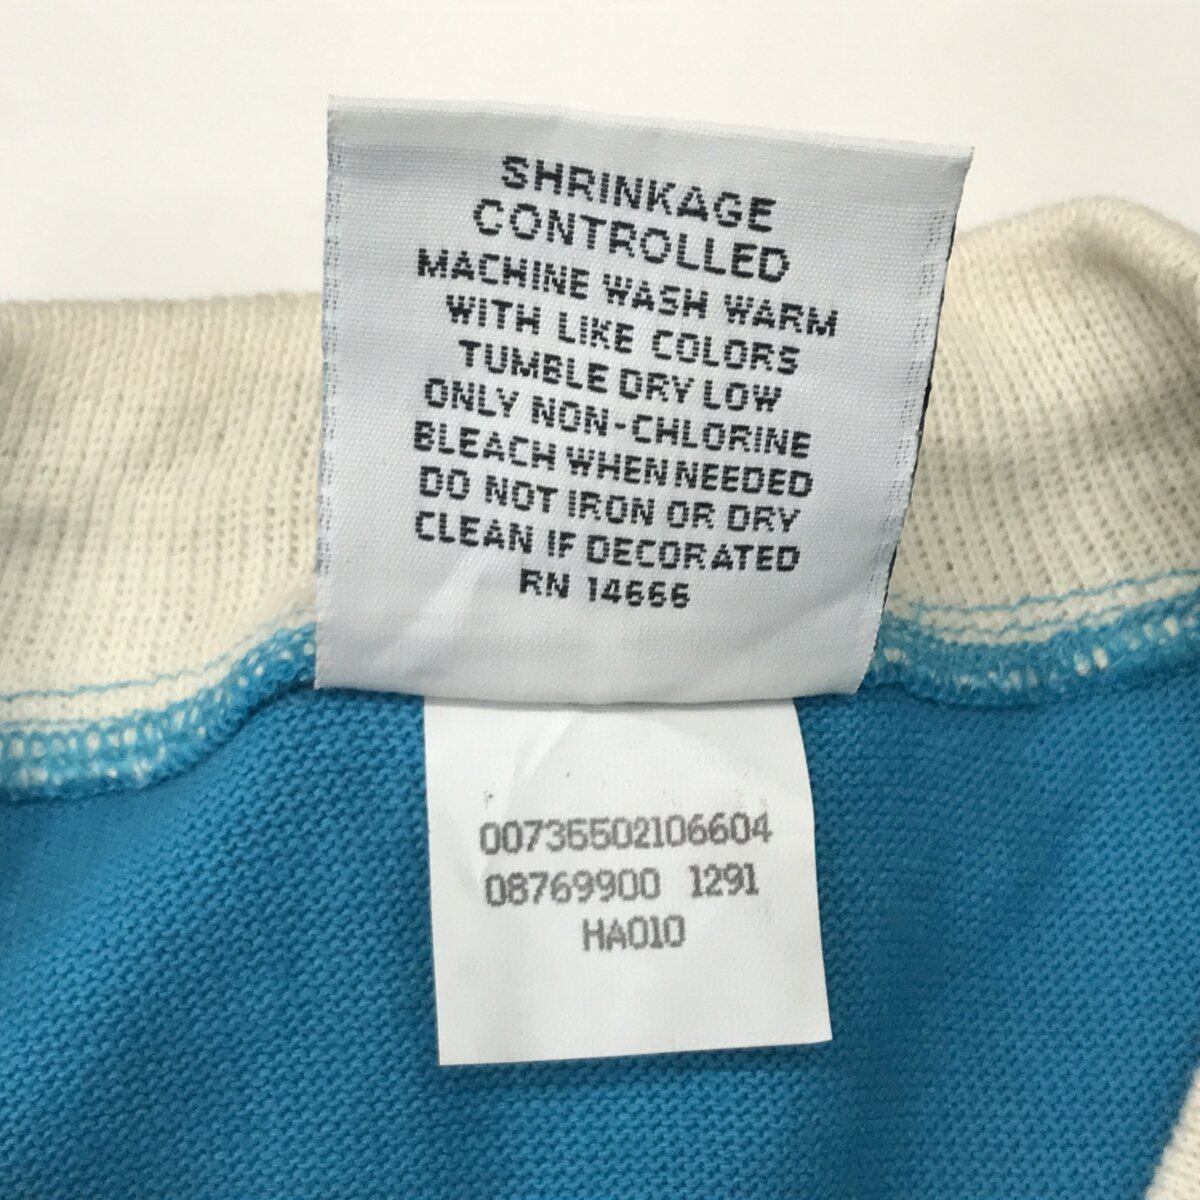 SHRINKAGE
CONTROLLED
MACHINE WASH WARM
WITH LIKE COLORS
TUMBLE DRY LOW
ONLY NON-CHLORINE
BLEACH WHEN NEEDED
DO NOT IRON OR DRY
CLEAN IF DECORATED
RN 14666
00735502106604
08769900 1291
HA010